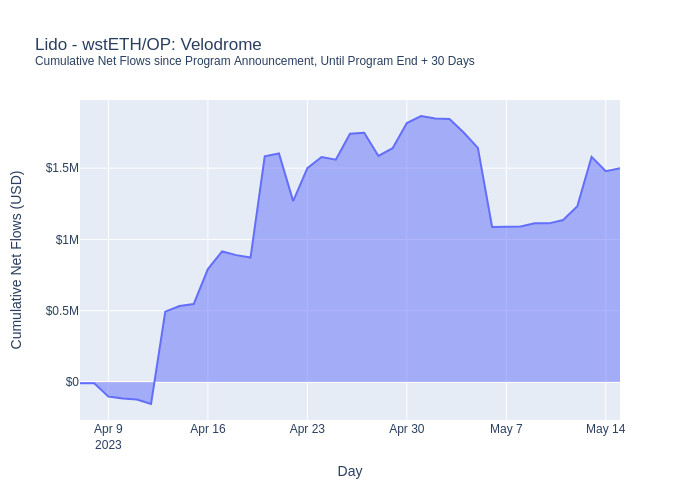 Lido - wstETH/OP: Velodrome
Cumulative Net Flows since Program Announcement, Until Program End + 30 Days
Cumulative Net Flows (USD)
$1.5M
$1M
$0.5M
$0
Apr 9
2023
Apr 16
Apr 23
Apr 30
May 7
May 14
Day